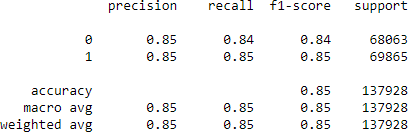 precision recall f1-score support
0 0.85 0.84 0.84 68063
1 0.85 0.85 0.85 69865
accuracy 0.85 137928
macro avg 0.85 0.85 0.85 137928
weighted avg 0.85 0.85 0.85 137928